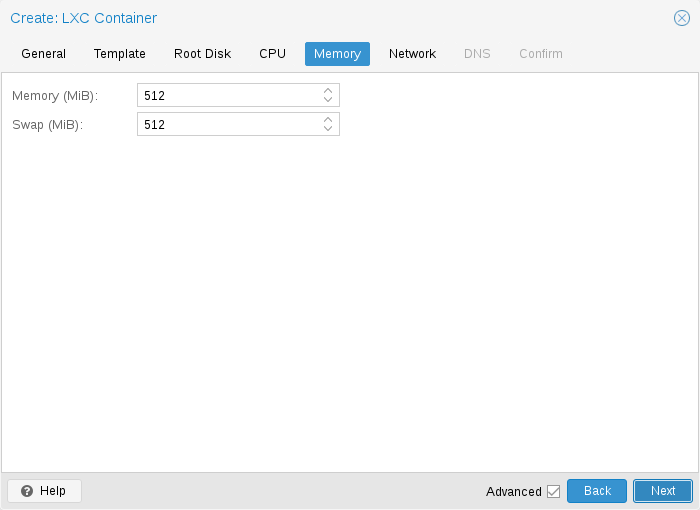 Create: LXC Container
General Template Root Disk CPU Memory Network DNS Confirm
Memory (MiB): 512
Swap (MiB): 512
Help Advanced Back Next